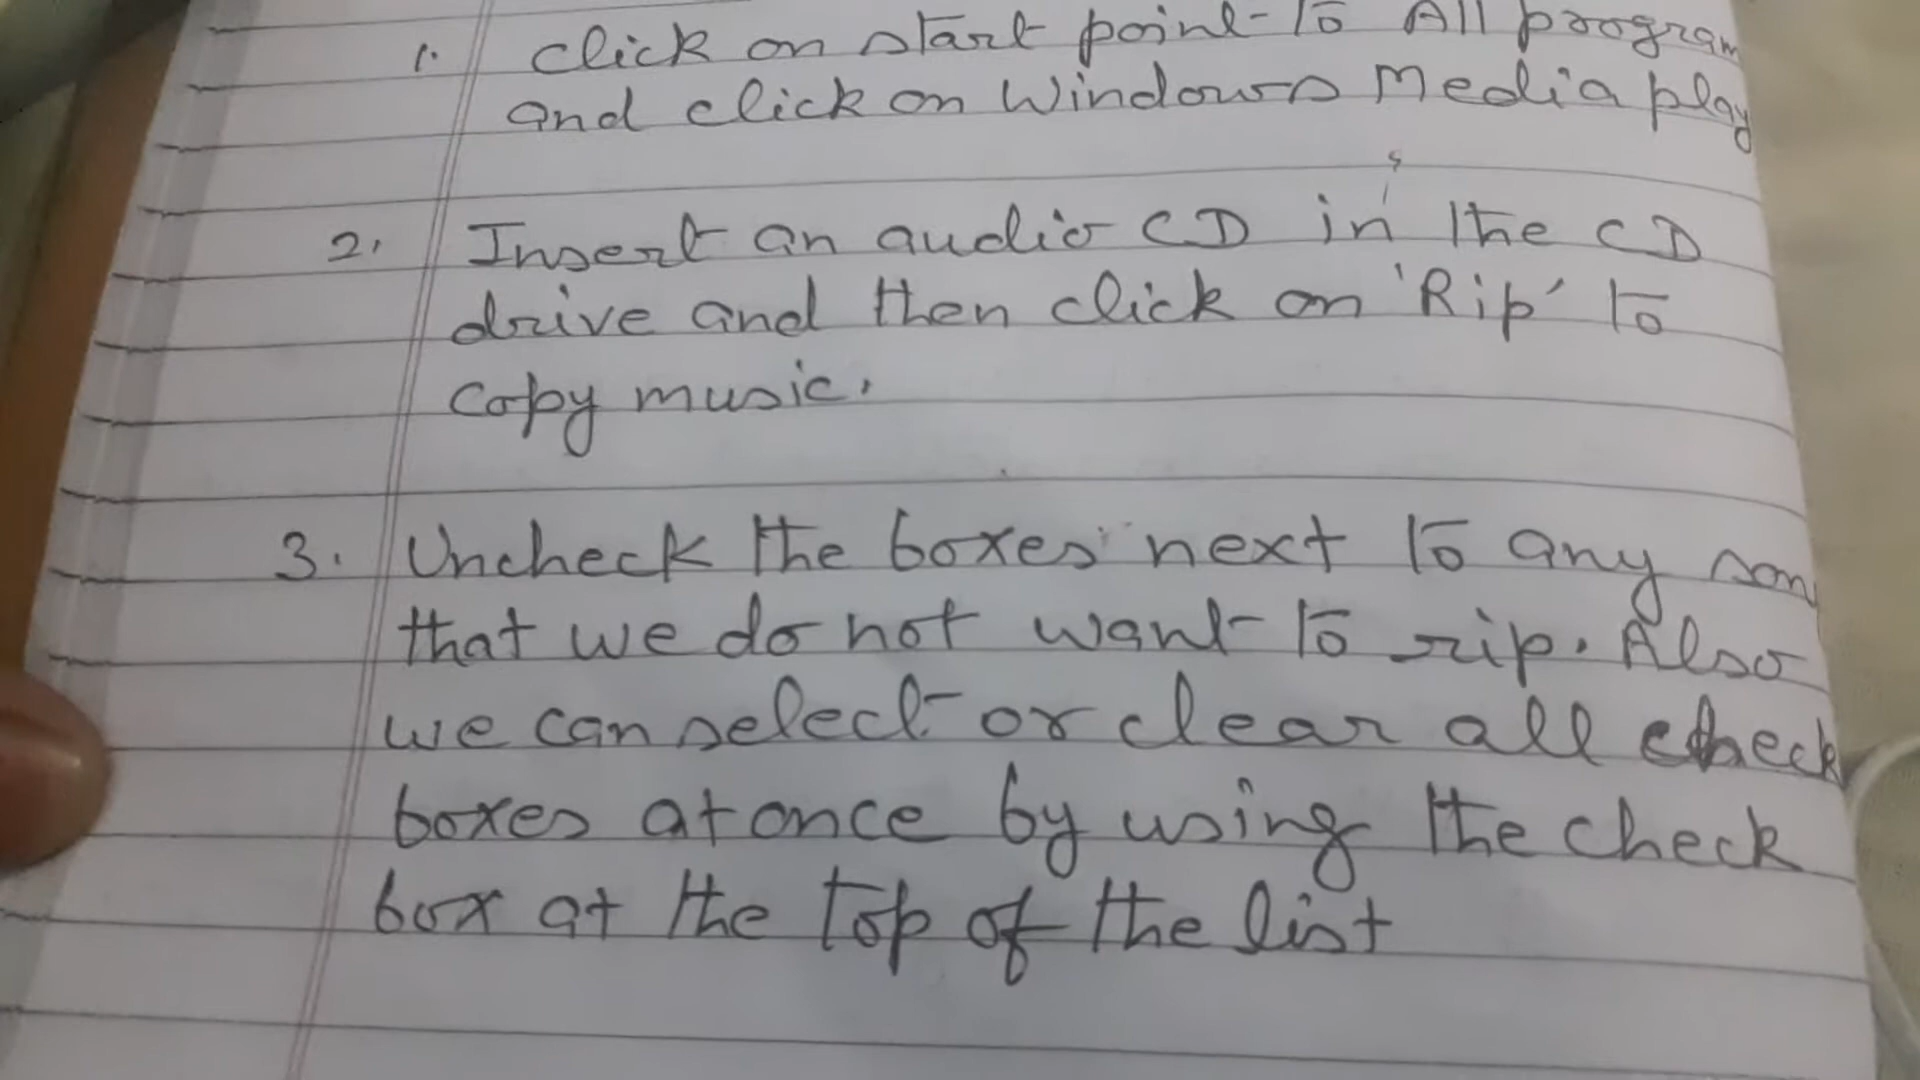 1. Click on start point to All program
and click on Windows Media play
2. Insert an audio CD in the CD
drive and then click on 'Rip' to
copy music.
3. Uncheck the boxes next to any son
that we do not want to rip. Also
we can select or clear all check
boxes at once by using the check
box at the top of the list